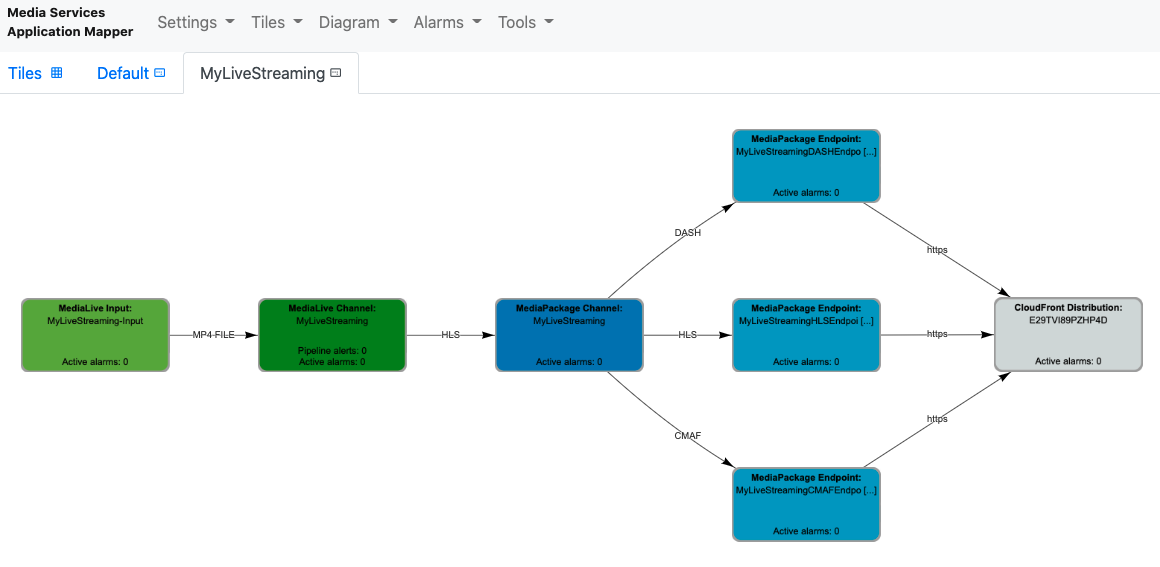 Media Services
Application Mapper
Settings Tiles Diagram Alarms Tools
Tiles Default MyLiveStreaming
MediaPackage Endpoint:
MyLiveStreamingDASHEndpo [...]
Active alarms: 0
DASH
https
MediaLive Input:
MyLiveStreaming-Input
Active alarms: 0
MP4-FILE
MediaLive Channel:
MyLiveStreaming
Pipeline alerts: 0
Active alarms: 0
HLS
MediaPackage Channel:
MyLiveStreaming
Active alarms: 0
HLS
MediaPackage Endpoint:
MyLiveStreamingHLSEndpoi [...]
Active alarms: 0
https
CloudFront Distribution:
E29TVI89PZHP4D
Active alarms: 0
CMAF
https
MediaPackage Endpoint:
MyLiveStreamingCMAFEndpo [...]
Active alarms: 0